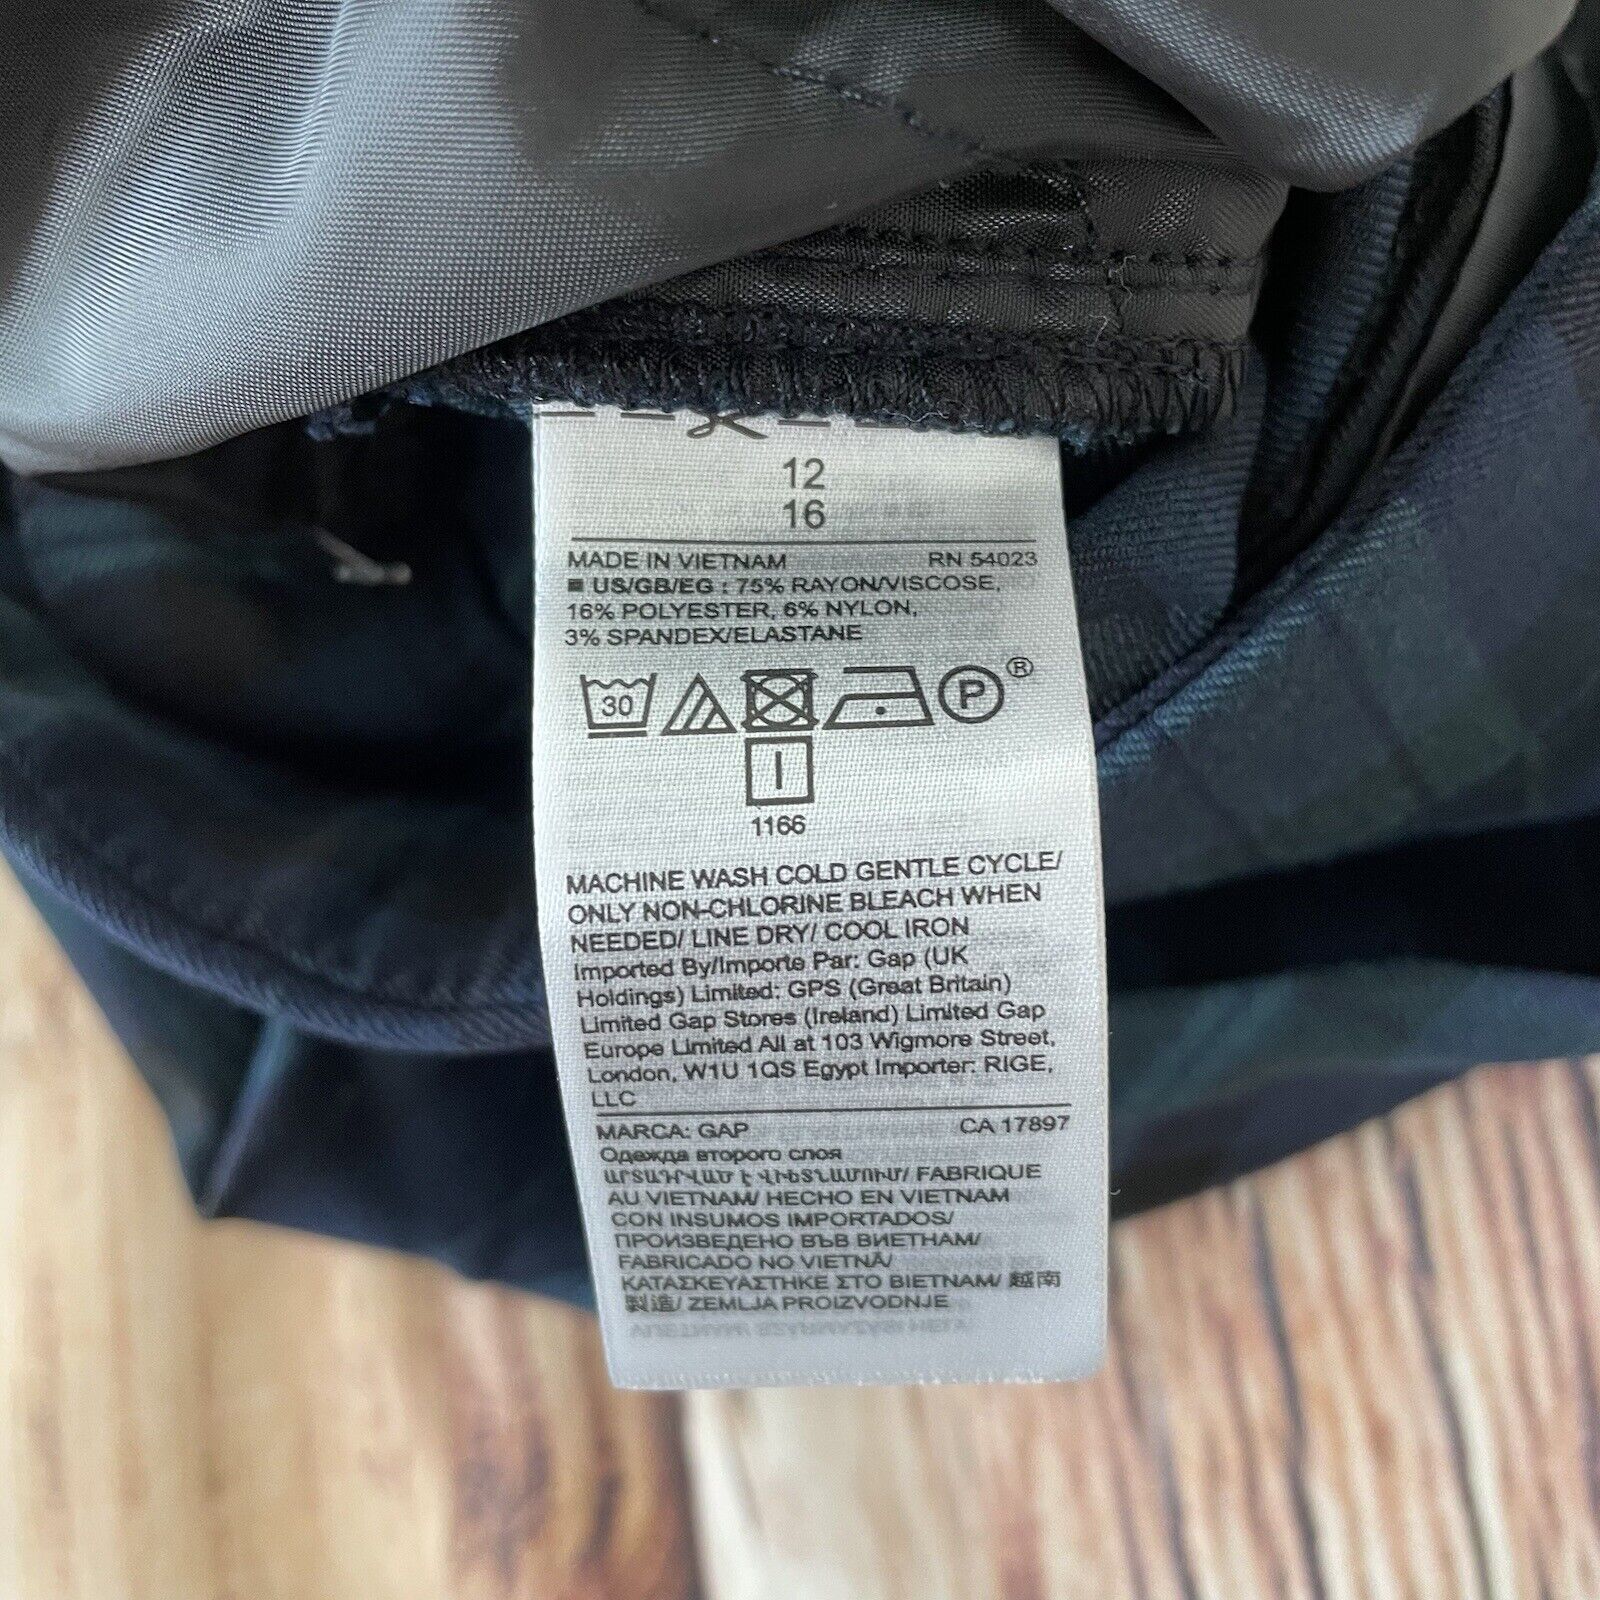 12
16
MADE IN VIETNAM RN 54023
■ US/GB/EG : 75% RAYON/VISCOSE,
16% POLYESTER, 6% NYLON,
3% SPANDEX/ELASTANE
30 P ®
1166
MACHINE WASH COLD GENTLE CYCLE/
ONLY NON-CHLORINE BLEACH WHEN
NEEDED/ LINE DRY/ COOL IRON
Imported By/Importe Par: Gap (UK
Holdings) Limited: GPS (Great Britain)
Limited Gap Stores (Ireland) Limited Gap
Europe Limited All at 103 Wigmore Street,
London, W1U 1QS Egypt Importer: RIGE,
LLC
MARCA: GAP CA 17897
Одежда второго слоя
ԱՐՏԱԴՐՎԱԾ Է ՎԻԵՏՆԱՄՈՒՄ/ FABRIQUE
AU VIETNAM/ HECHO EN VIETNAM
CON INSUMOS IMPORTADOS/
ПРОИЗВЕДЕНО ВЪВ ВИЕТНАМ/
FABRICADO NO VIETNÃ/
ΚΑΤΑΣΚΕΥΑΣΤΗΚΕ ΣΤΟ ΒΙΕΤΝΑΜ/ 越南
製造/ ZEMLJA PROIZVODNJE